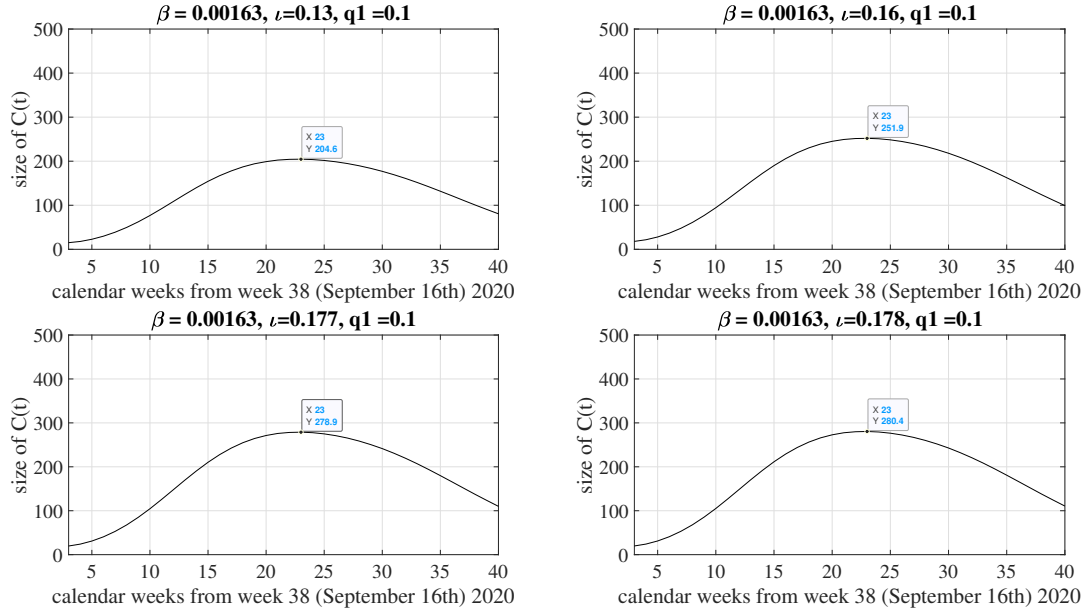 β = 0.00163, ι=0.13, q1 =0.1
size of C(t)
500
400
300
200
100
0
X 23
Y 204.6
5 10 15 20 25 30 35 40
calendar weeks from week 38 (September 16th) 2020
β = 0.00163, ι=0.16, q1 =0.1
size of C(t)
500
400
300
200
100
0
X 23
Y 251.9
5 10 15 20 25 30 35 40
calendar weeks from week 38 (September 16th) 2020
β = 0.00163, ι=0.177, q1 =0.1
size of C(t)
500
400
300
200
100
0
X 23
Y 278.9
5 10 15 20 25 30 35 40
calendar weeks from week 38 (September 16th) 2020
β = 0.00163, ι=0.178, q1 =0.1
size of C(t)
500
400
300
200
100
0
X 23
Y 280.4
5 10 15 20 25 30 35 40
calendar weeks from week 38 (September 16th) 2020